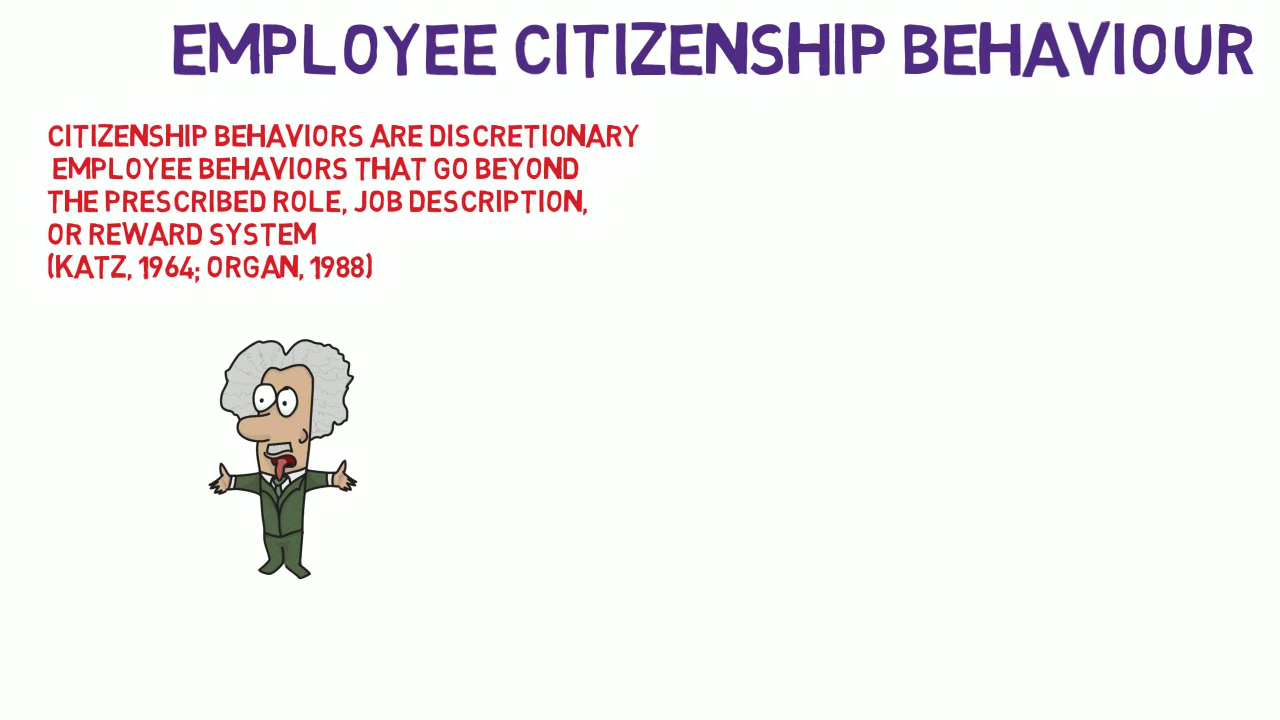 EMPLOYEE CITIZENSHIP BEHAVIOUR
CITIZENSHIP BEHAVIORS ARE DISCRETIONARY
EMPLOYEE BEHAVIORS THAT GO BEYOND
THE PRESCRIBED ROLE, JOB DESCRIPTION,
OR REWARD SYSTEM
(KATZ, 1964; ORGAN, 1988)